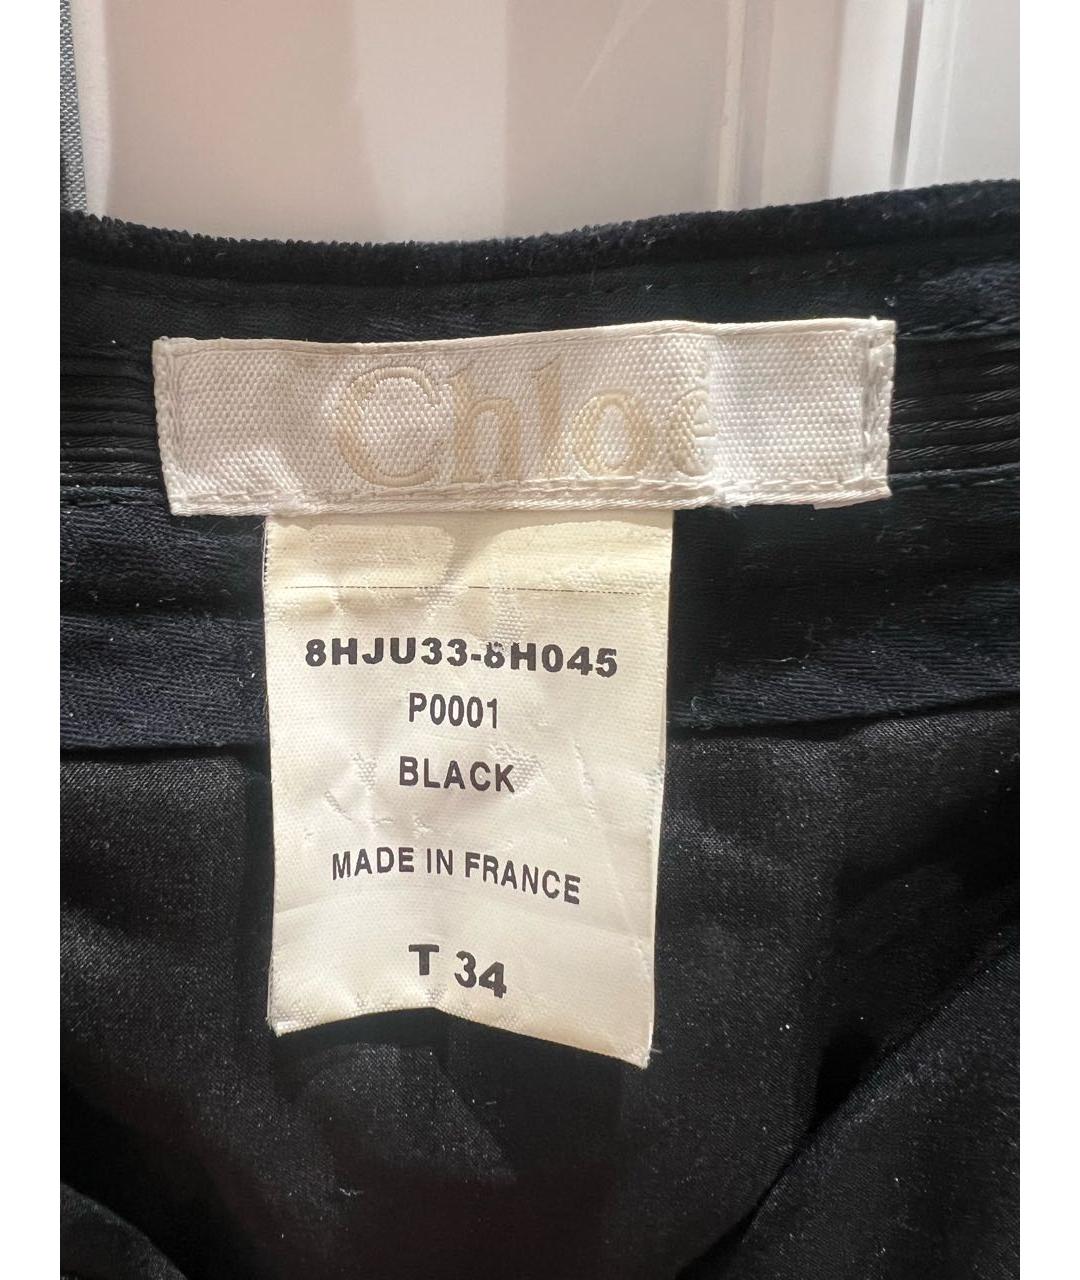 Chloé
8HJU33-8H045
P0001
BLACK
MADE IN FRANCE
T 34